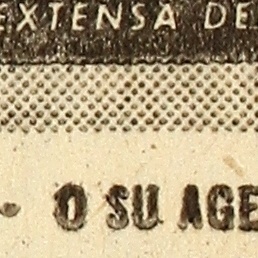 EXTENSA DE
- O SU AGE